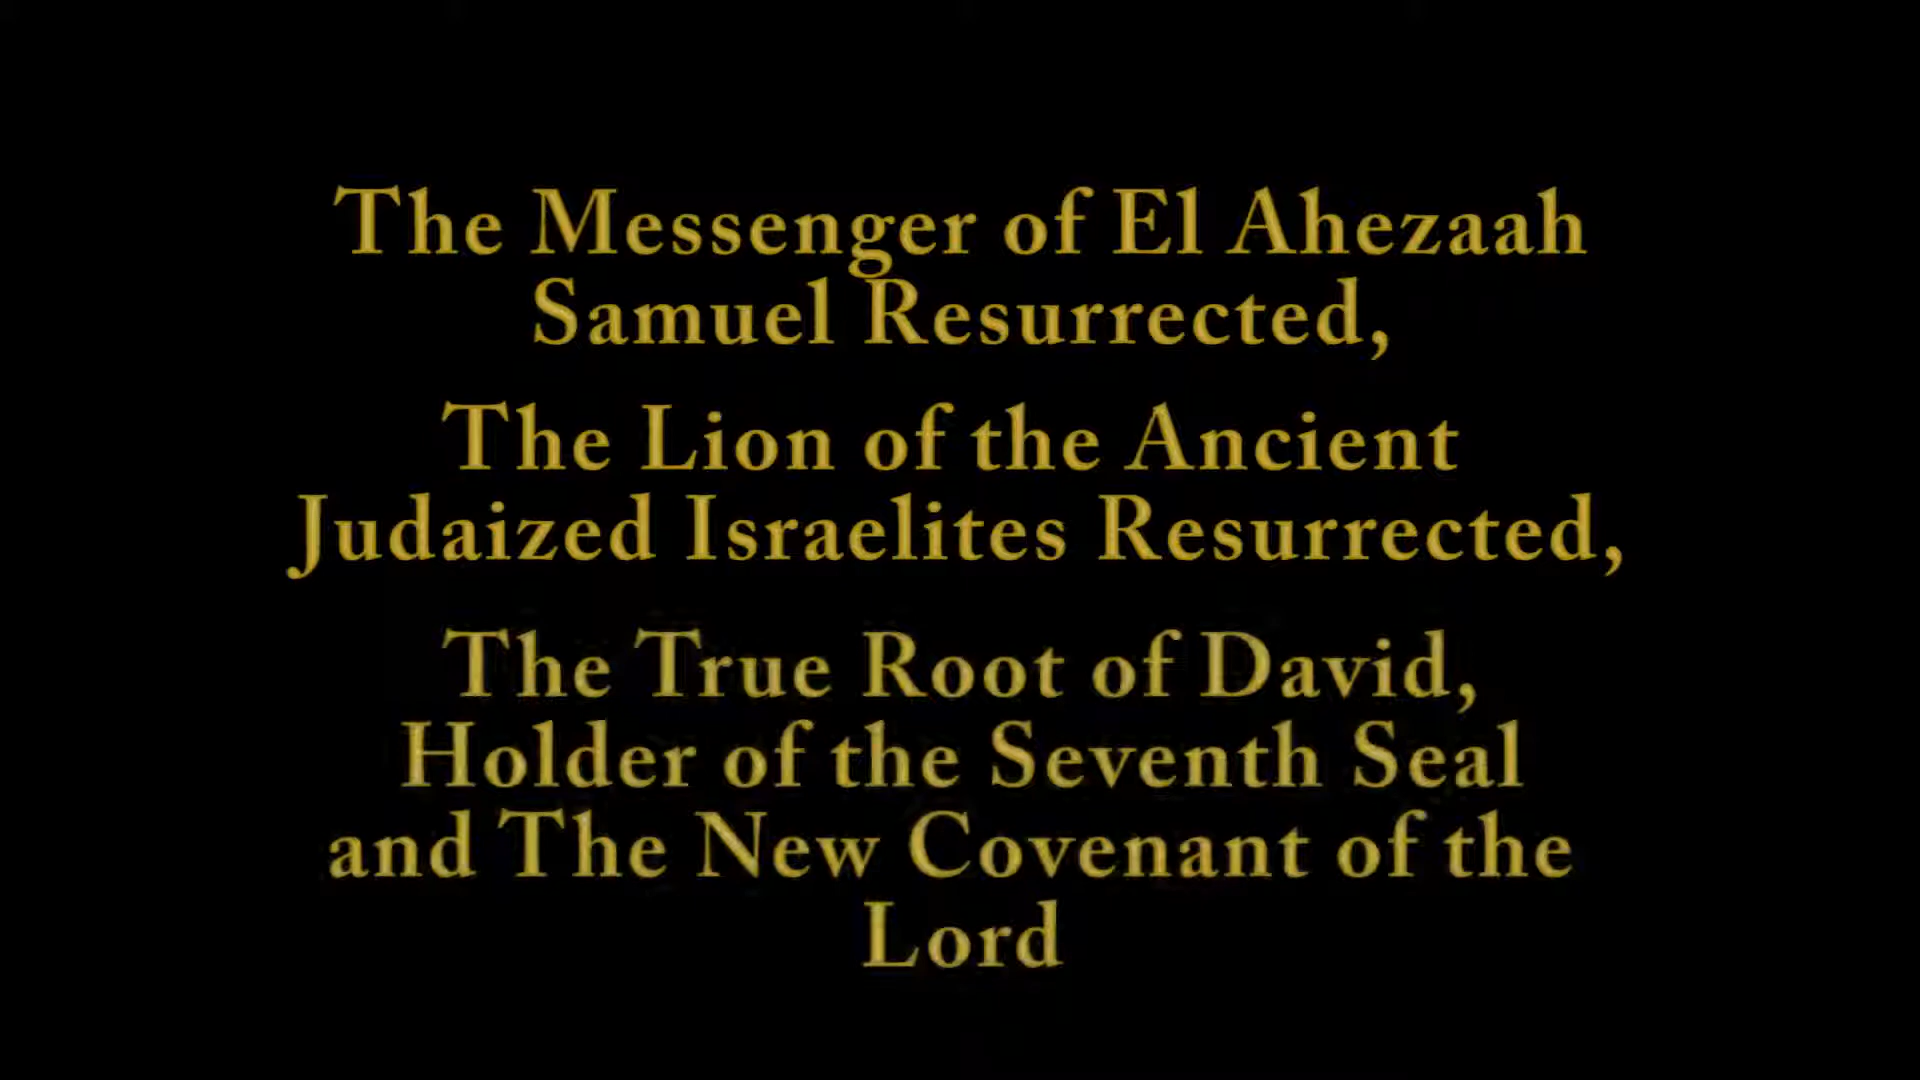 The Messenger of El Ahezaah
Samuel Resurrected,
The Lion of the Ancient
Judaized Israelites Resurrected,
The True Root of David,
Holder of the Seventh Seal
and The New Covenant of the
Lord